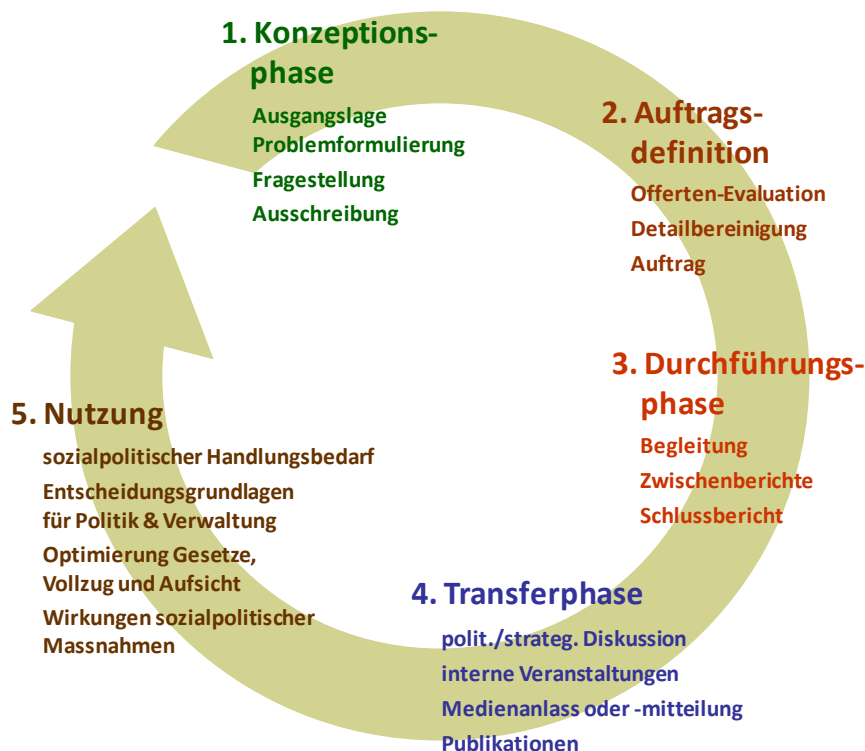 1. Konzeptions-
phase
Ausgangslage
Problemformulierung
Fragestellung
Ausschreibung
2. Auftrags-
definition
Offerten-Evaluation
Detailbereinigung
Auftrag
3. Durchführungs-
phase
Begleitung
Zwischenberichte
Schlussbericht
4. Transferphase
polit./strateg. Diskussion
interne Veranstaltungen
Medienanlass oder -mitteilung
Publikationen
5. Nutzung
sozialpolitischer Handlungsbedarf
Entscheidungsgrundlagen
für Politik & Verwaltung
Optimierung Gesetze,
Vollzug und Aufsicht
Wirkungen sozialpolitischer
Massnahmen